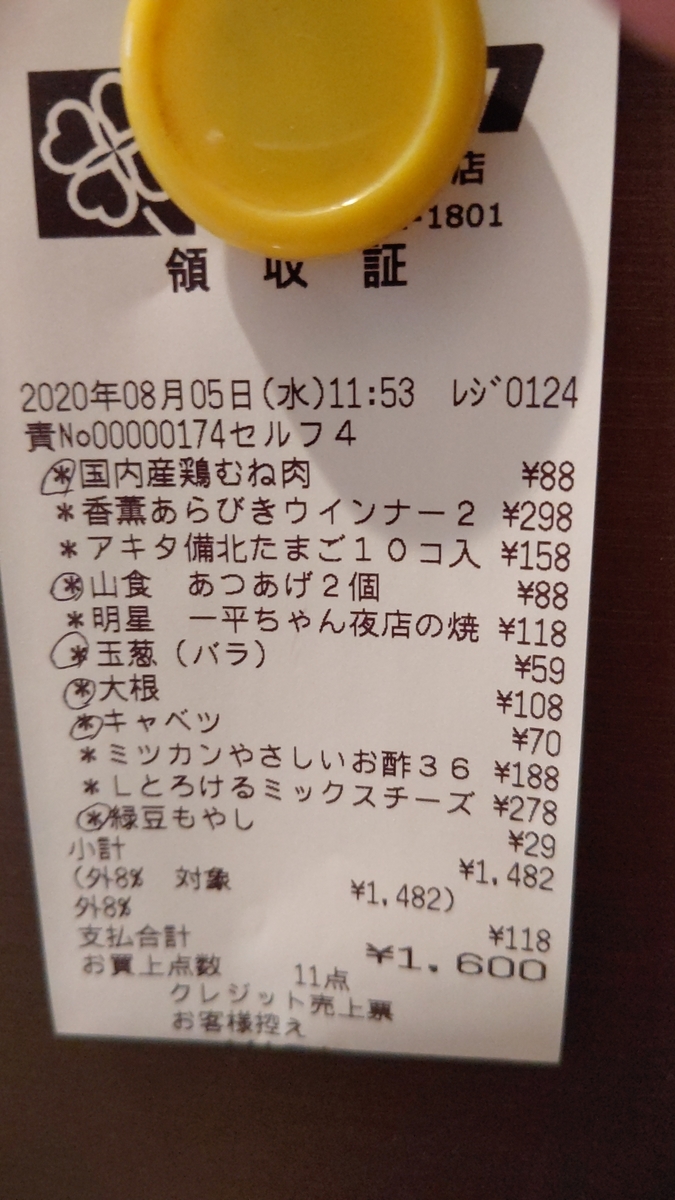 店
-1801
領収証
2020年08月05日(水)11:53 ﾚｼﾞ0124
責No00000174セルフ4
*国内産鶏むね肉 ¥88
*香薫あらびきウインナー2 ¥298
*アキタ備北たまご10コ入 ¥158
*山食 あつあげ2個 ¥88
*明星 一平ちゃん夜店の焼 ¥118
*玉葱(バラ) ¥59
*大根 ¥108
*キャベツ ¥70
*ミツカンやさしいお酢36 ¥188
*Lとろけるミックスチーズ ¥278
*緑豆もやし ¥29
小計 ¥1,482
(外8% 対象 ¥1,482)
外8% ¥118
支払合計 ¥1,600
お買上点数 11点
クレジット売上票
お客様控え